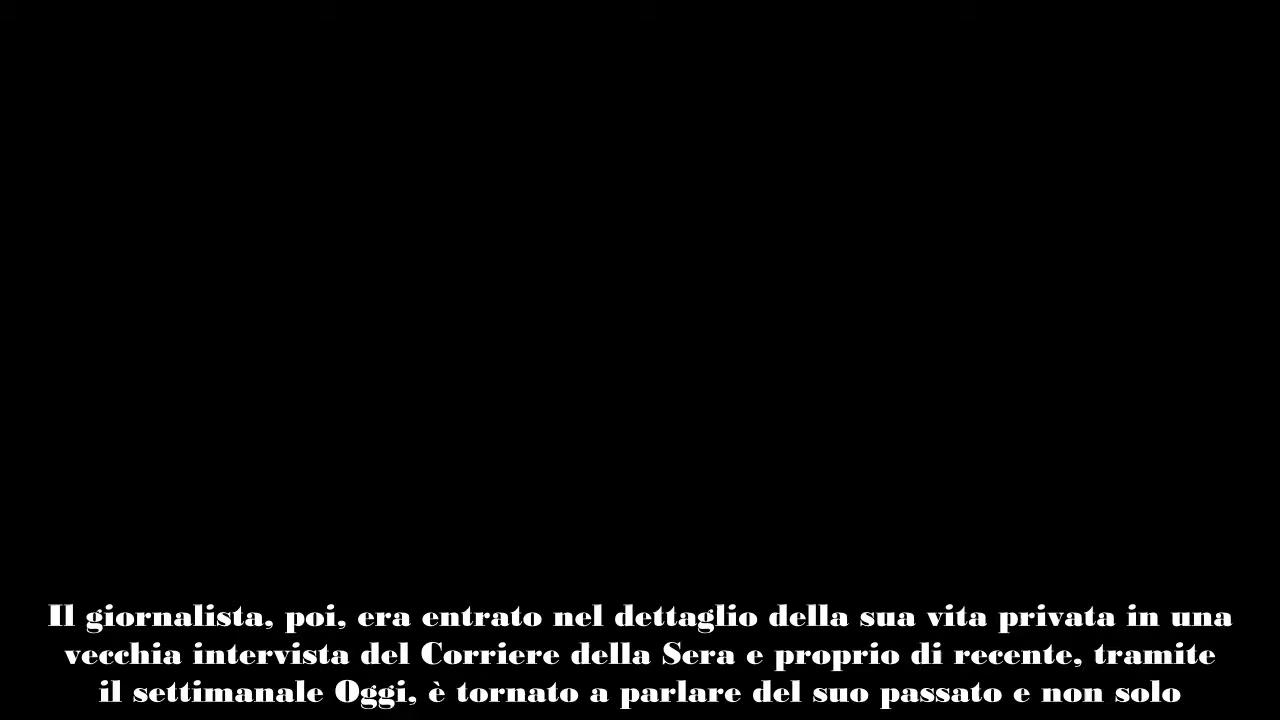 Il giornalista, poi, era entrato nel dettaglio della sua vita privata in una
vecchia intervista del Corriere della Sera e proprio di recente, tramite
il settimanale Oggi, è tornato a parlare del suo passato e non solo